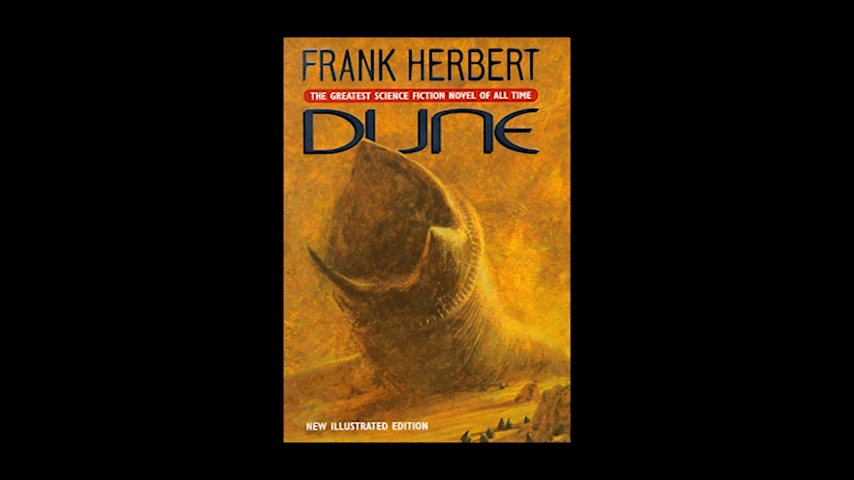 FRANK HERBERT
THE GREATEST SCIENCE FICTION NOVEL OF ALL TIME
DUNE
NEW ILLUSTRATED EDITION